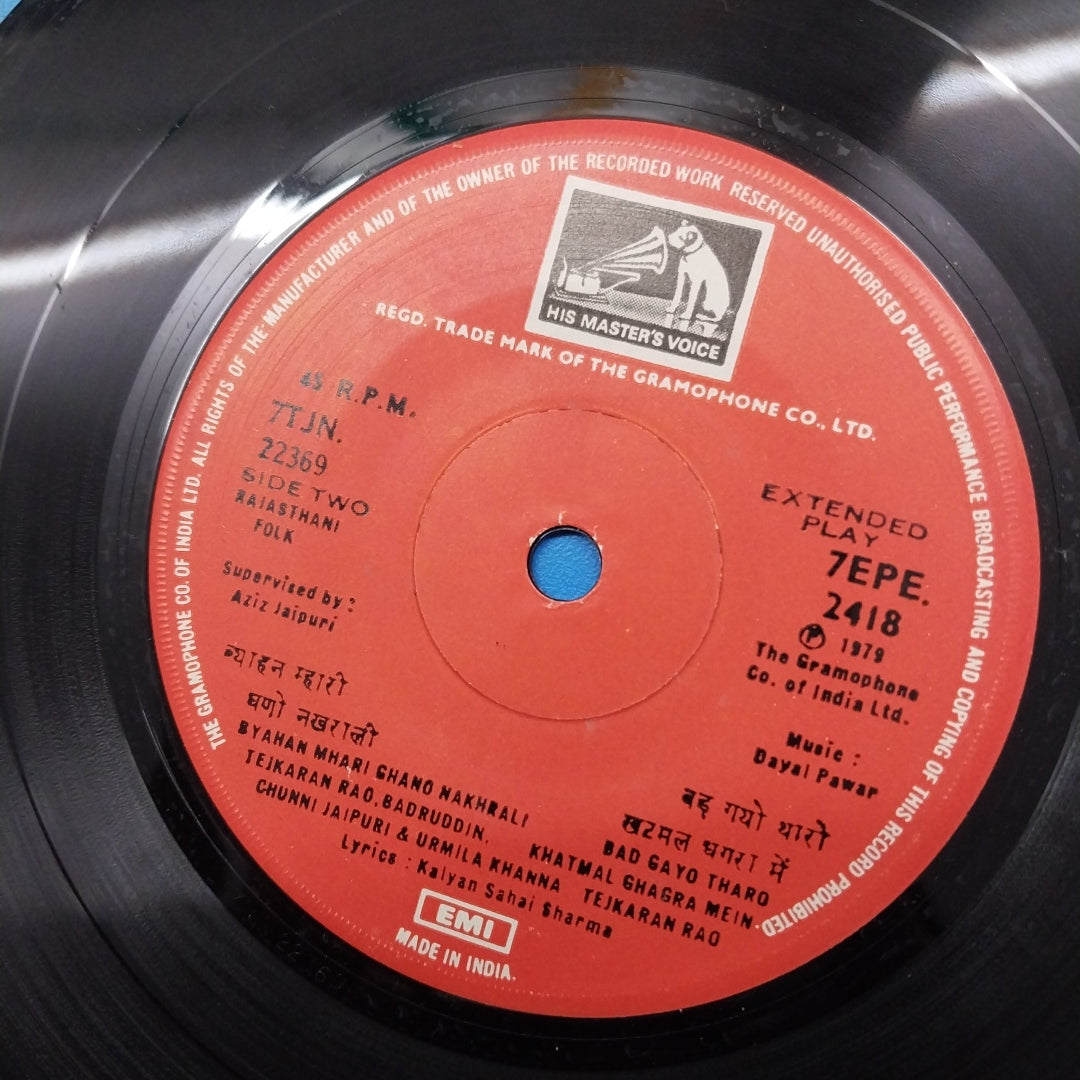 THE GRAMOPHONE CO. OF INDIA LTD. ALL RIGHTS OF THE MANUFACTURER AND OF THE OWNER OF THE RECORDED WORK RESERVED UNAUTHORISED PUBLIC PERFORMANCE BROADCASTING AND COPYING OF THIS RECORD PROHIBITED.
HIS MASTER'S VOICE
REGD. TRADE MARK OF THE GRAMOPHONE CO., LTD.
45 R.P.M.
7TJN.
22369
SIDE TWO
RAJASTHANI
FOLK
Supervised by :
Aziz Jaipuri
EXTENDED
PLAY
7EPE.
2418
Ⓟ 1979
The Gramophone
Co. of India Ltd.
Music :
Dayal Pawar
ब्याहन म्हारी
घणो नखराली
BYAHAN MHARI GHANO NAKHRALI
TEJKARAN RAO, BADRUDDIN,
CHUNNI JAIPURI & URMILA KHANNA
बड़ गयो थारो
खटमल घगरा में
BAD GAYO THARO
KHATMAL GHAGRA MEIN.
TEJKARAN RAO
Lyrics : Kalyan Sahai Sharma
EMI
MADE IN INDIA.